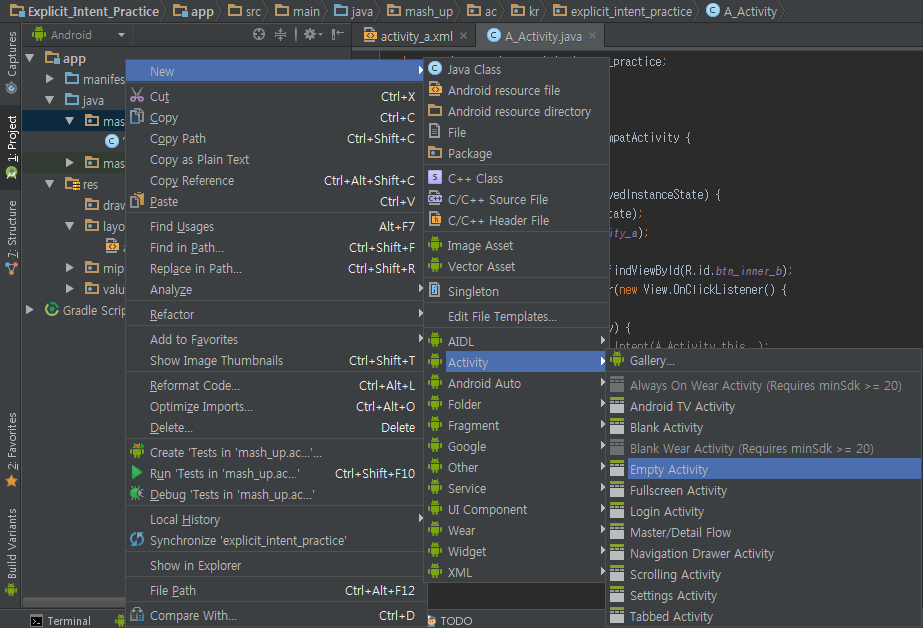 Explicit_Intent_Practice app src main java mash_up ac kr explicit_intent_practice A_Activity
Android
activity_a.xml
A_Activity.java
Captures
1: Project
7: Structure
2: Favorites
Build Variants
app
manifes
java
mas
mas
res
draw
layo
mip
valu
Gradle Scrip
New
Cut Ctrl+X
Copy Ctrl+C
Copy Path Ctrl+Shift+C
Copy as Plain Text
Copy Reference Ctrl+Alt+Shift+C
Paste Ctrl+V
Find Usages Alt+F7
Find in Path... Ctrl+Shift+F
Replace in Path... Ctrl+Shift+R
Analyze
Refactor
Add to Favorites
Show Image Thumbnails Ctrl+Shift+T
Reformat Code... Ctrl+Alt+L
Optimize Imports... Ctrl+Alt+O
Delete... Delete
Create 'Tests in 'mash_up.ac...'...
Run 'Tests in 'mash_up.ac...' Ctrl+Shift+F10
Debug 'Tests in 'mash_up.ac...'
Local History
Synchronize 'explicit_intent_practice'
Show in Explorer
File Path Ctrl+Alt+F12
Compare With... Ctrl+D
Java Class
Android resource file
Android resource directory
File
Package
C++ Class
C/C++ Source File
C/C++ Header File
Image Asset
Vector Asset
Singleton
Edit File Templates...
AIDL
Activity
Android Auto
Folder
Fragment
Google
Other
Service
UI Component
Wear
Widget
XML
_practice;
mpatActivity {
vedInstanceState) {
tate);
ity_a);
findViewById(R.id.btn_inner_b);
r(new View.OnClickListener() {
v) {
Intent(A_Activity.this
Gallery...
Always On Wear Activity (Requires minSdk >= 20)
Android TV Activity
Blank Activity
Blank Wear Activity (Requires minSdk >= 20)
Empty Activity
Fullscreen Activity
Login Activity
Master/Detail Flow
Navigation Drawer Activity
Scrolling Activity
Settings Activity
Tabbed Activity
Terminal
TODO